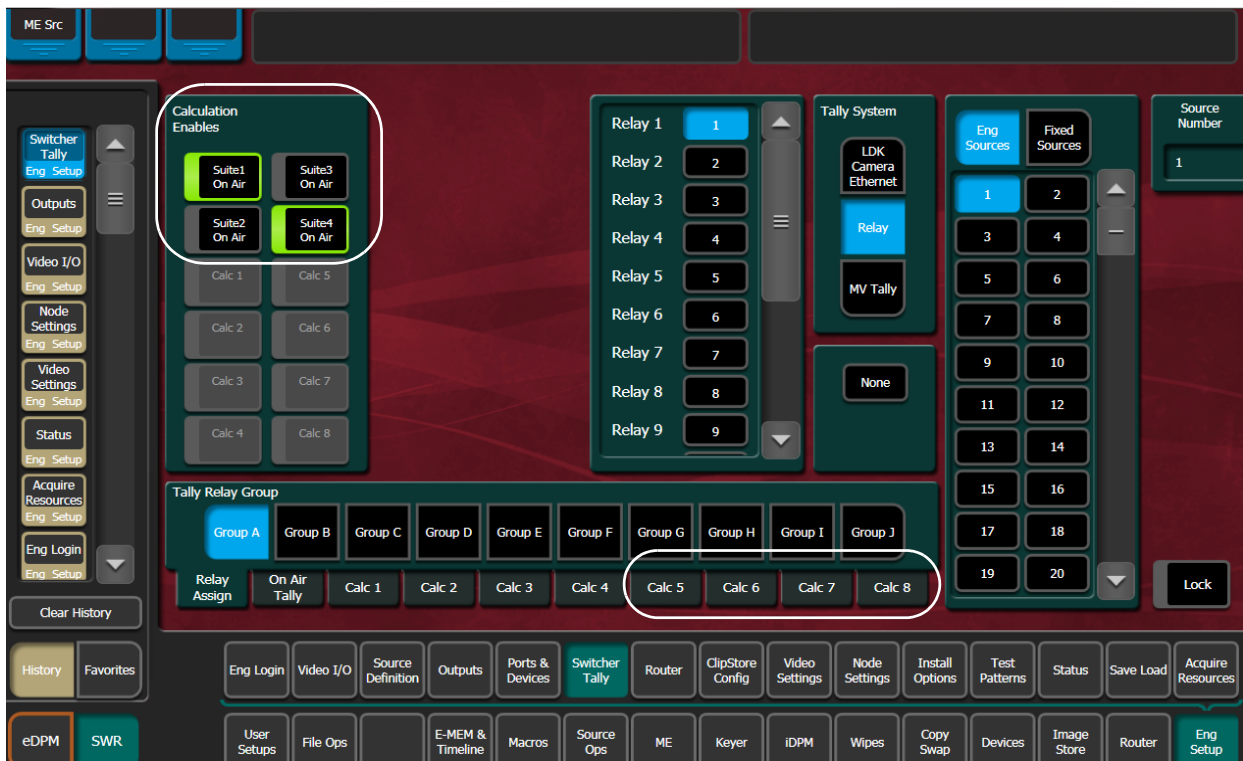 ME Src
Switcher
Tally
Eng Setup
Outputs
Eng Setup
Video I/O
Eng Setup
Node
Settings
Eng Setup
Video
Settings
Eng Setup
Status
Eng Setup
Acquire
Resources
Eng Setup
Eng Login
Eng Setup
Clear History
History
Favorites
eDPM
SWR
Calculation
Enables
Suite1
On Air
Suite3
On Air
Suite2
On Air
Suite4
On Air
Calc 1
Calc 5
Calc 2
Calc 6
Calc 3
Calc 7
Calc 4
Calc 8
Relay 1
1
Relay 2
2
Relay 3
3
Relay 4
4
Relay 5
5
Relay 6
6
Relay 7
7
Relay 8
8
Relay 9
9
Tally System
LDK
Camera
Ethernet
Relay
MV Tally
None
Eng
Sources
Fixed
Sources
1
2
3
4
5
6
7
8
9
10
11
12
13
14
15
16
17
18
19
20
Source
Number
1
Lock
Tally Relay Group
Group A
Group B
Group C
Group D
Group E
Group F
Group G
Group H
Group I
Group J
Relay
Assign
On Air
Tally
Calc 1
Calc 2
Calc 3
Calc 4
Calc 5
Calc 6
Calc 7
Calc 8
Eng Login
Video I/O
Source
Definition
Outputs
Ports &
Devices
Switcher
Tally
Router
ClipStore
Config
Video
Settings
Node
Settings
Install
Options
Test
Patterns
Status
Save Load
Acquire
Resources
User
Setups
File Ops
E-MEM &
Timeline
Macros
Source
Ops
ME
Keyer
iDPM
Wipes
Copy
Swap
Devices
Image
Store
Router
Eng
Setup